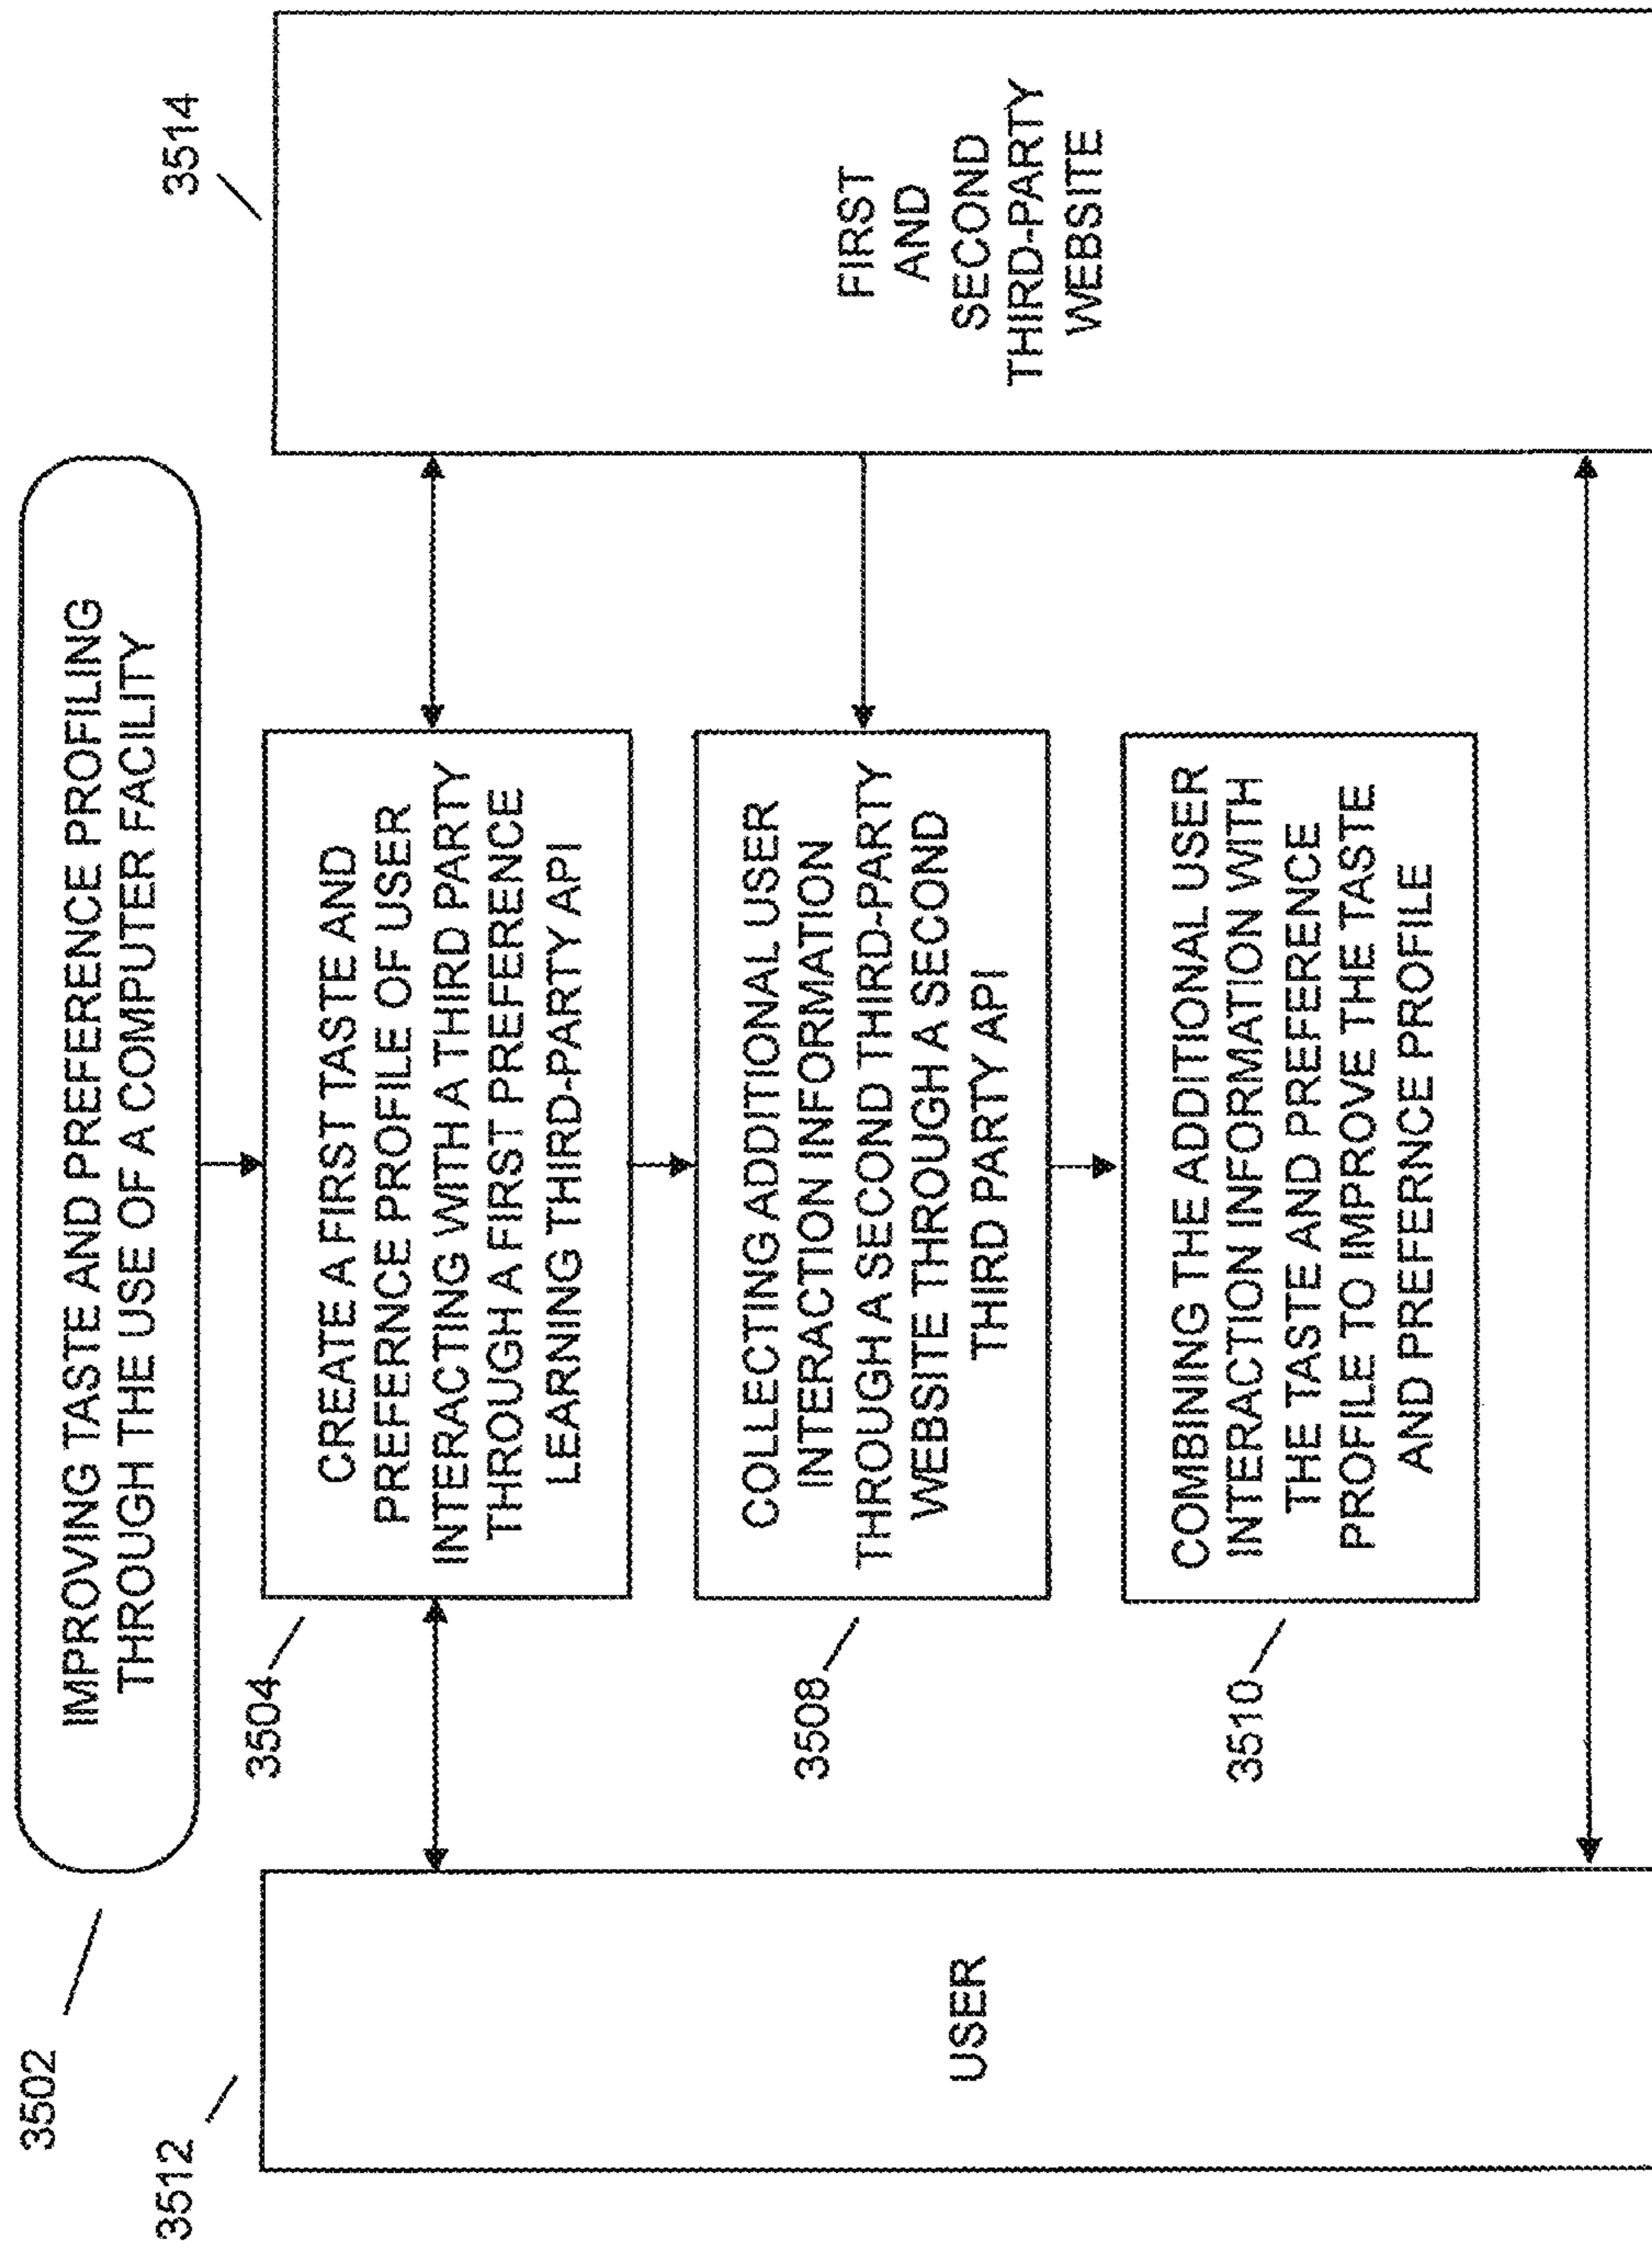 3502
IMPROVING TASTE AND PREFERENCE PROFILING
THROUGH THE USE OF A COMPUTER FACILITY
3512
USER
3504
CREATE A FIRST TASTE AND
PREFERNCE PROFILE OF USER
INTERACTING WITH A THIRD PARTY
THROUGH A FIRST PREFERENCE
LEARNING THIRD-PARTY API
3508
COLLECTING ADDITIONAL USER
INTERACTION INFORMATION
THROUGH A SECOND THIRD-PARTY
WEBSITE THROUGH A SECOND
THIRD PARTY API
3510
COMBINING THE ADDITIONAL USER
INTERACTION INFORMATION WITH
THE TASTE AND PREFERENCE
PROFILE TO IMPROVE THE TASTE
AND PREFERENCE PROFILE
3514
FIRST
AND
SECOND
THIRD-PARTY
WEBSITE